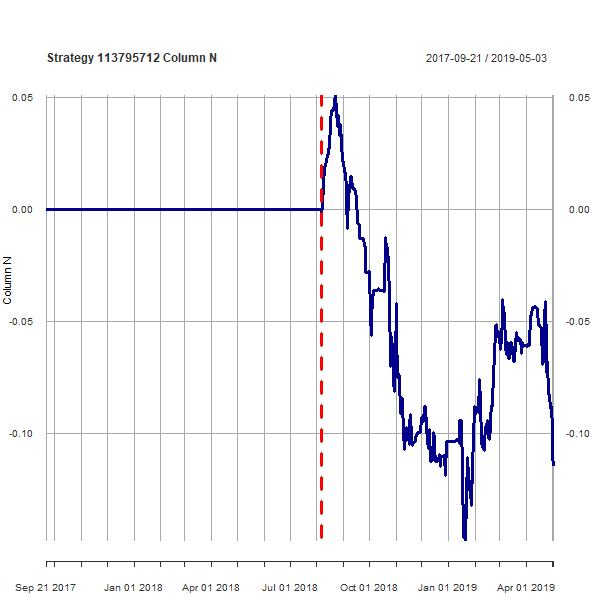 Strategy 113795712 Column N
2017-09-21 / 2019-05-03
0.05 0.05
0.00 0.00
-0.05 -0.05
-0.10 -0.10
Column N
Sep 21 2017 Jan 01 2018 Apr 01 2018 Jul 01 2018 Oct 01 2018 Jan 01 2019 Apr 01 2019